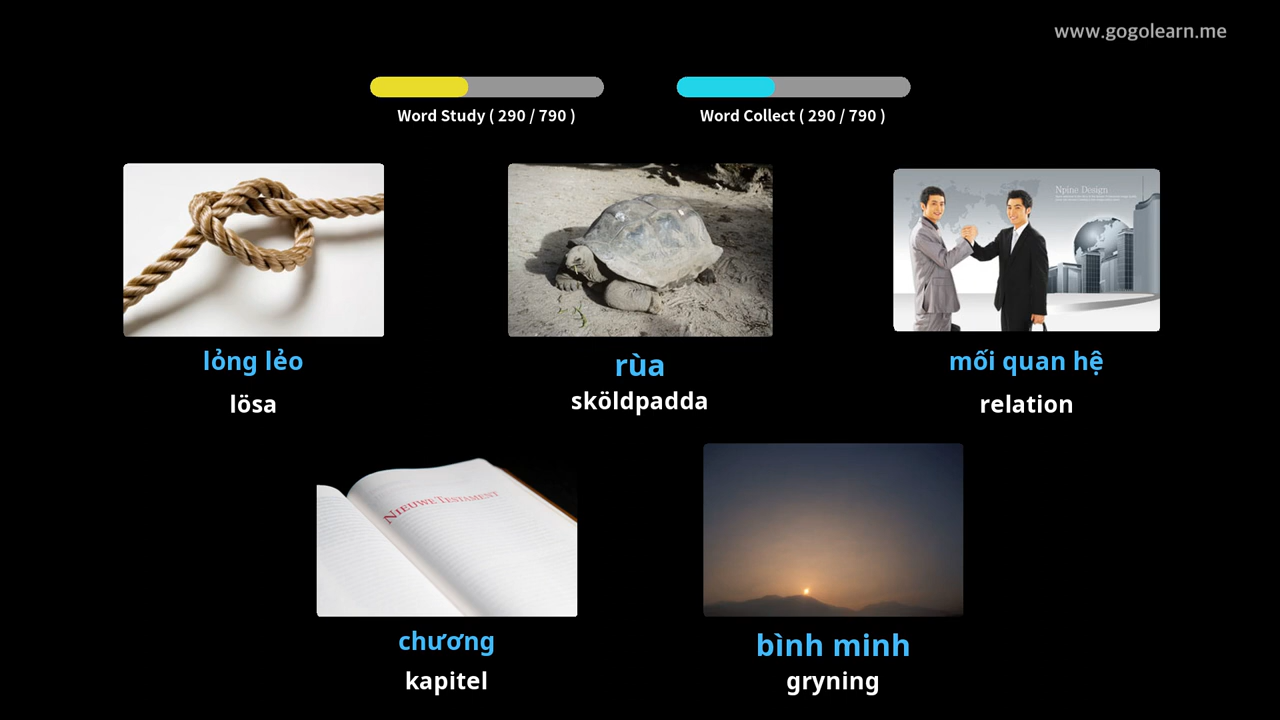 www.gogolearn.me
Word Study ( 290 / 790 )
Word Collect ( 290 / 790 )
Npine Design
lỏng lẻo
lösa
rùa
sköldpadda
mối quan hệ
relation
NIEUWE TESTAMENT
chương
kapitel
bình minh
gryning